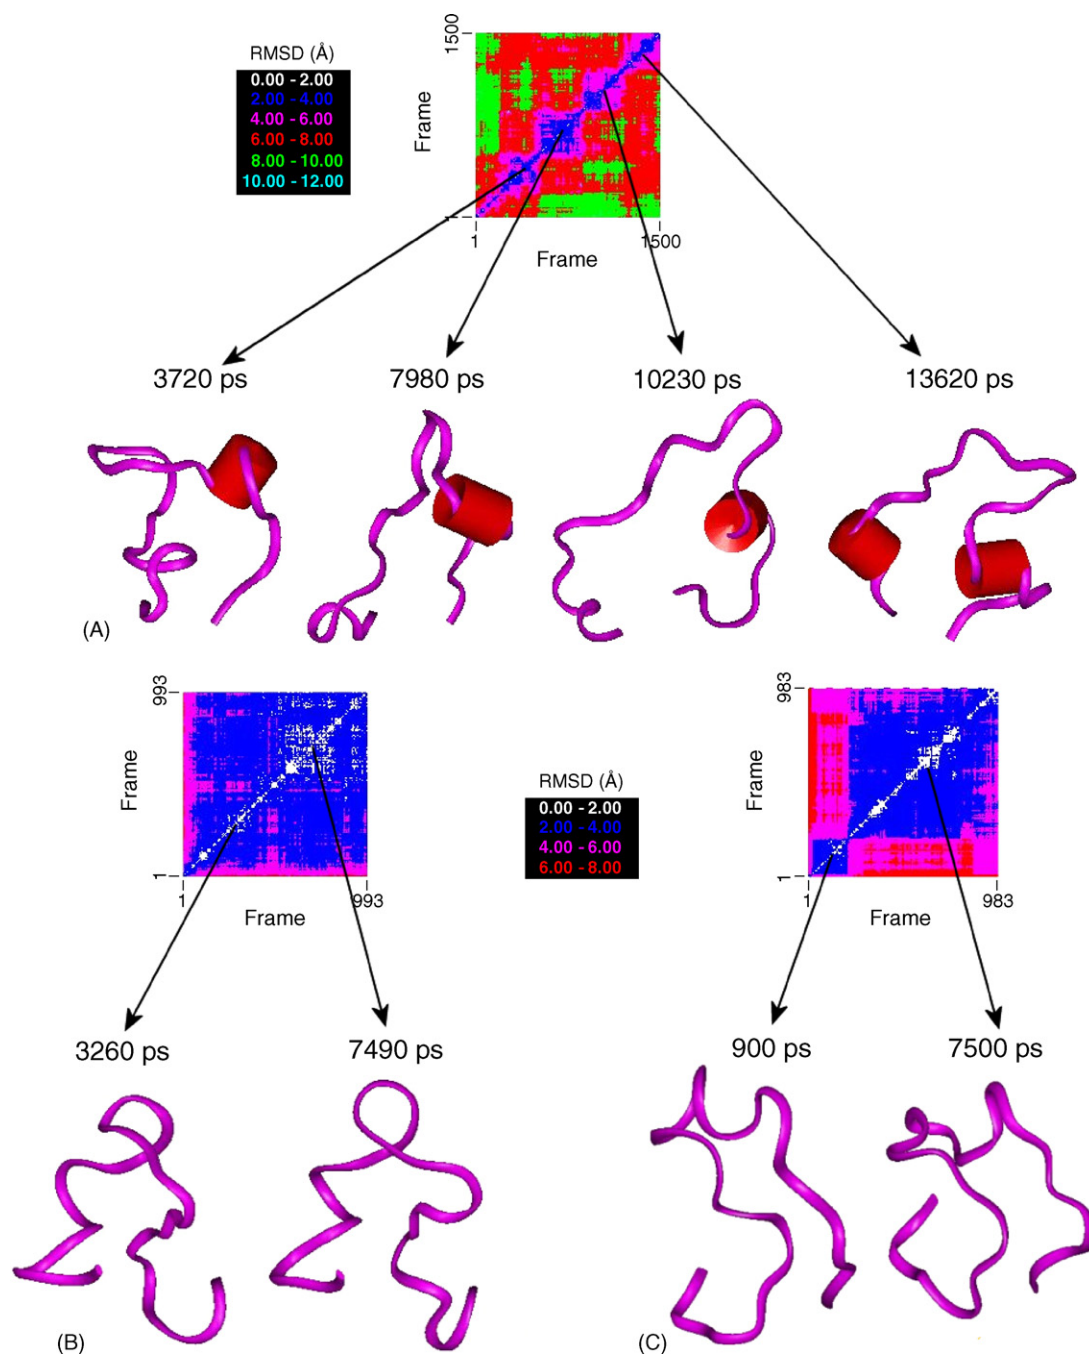 1500
RMSD (Å)
0.00 - 2.00
2.00 - 4.00
4.00 - 6.00
6.00 - 8.00
8.00 - 10.00
10.00 - 12.00
Frame
1
1500
Frame
3720 ps
7980 ps
10230 ps
13620 ps
(A)
993
Frame
1
1
993
Frame
RMSD (Å)
0.00 - 2.00
2.00 - 4.00
4.00 - 6.00
6.00 - 8.00
983
Frame
1
1
983
Frame
3260 ps
7490 ps
900 ps
7500 ps
(B)
(C)